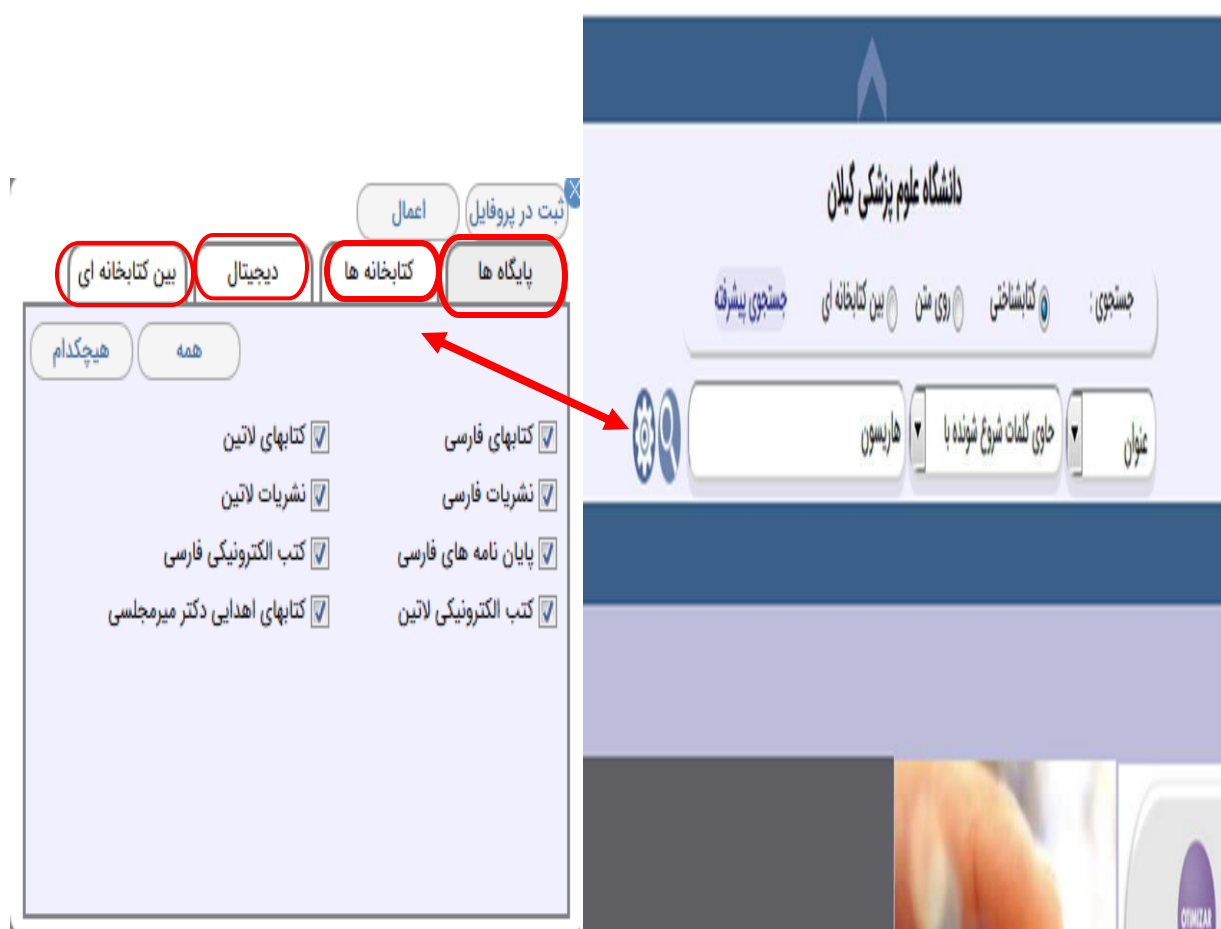 دانشگاه علوم پزشکی گیلان
جستجوی : کتابشناختی روی متن بین کتابخانه ای جستجوی پیشرفته
عنوان حاوی کلمات شروع شونده با هاریسون
OTIMIZAR
ثبت در پروفایل اعمال
پایگاه ها کتابخانه ها دیجیتال بین کتابخانه ای
همه هیچکدام
کتابهای فارسی کتابهای لاتین
نشریات فارسی نشریات لاتین
پایان نامه های فارسی کتب الکترونیکی فارسی
کتب الکترونیکی لاتین کتابهای اهدایی دکتر میرمجلسی